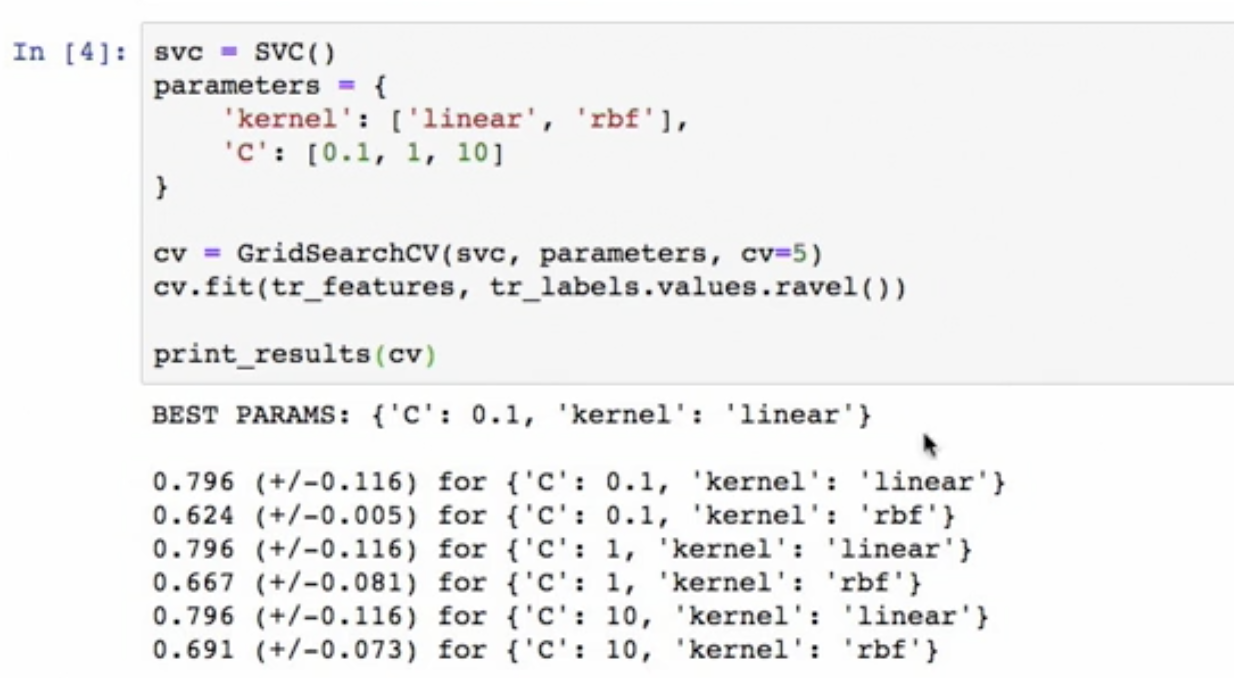 In [4]: svc = SVC()
parameters = {
    'kernel': ['linear', 'rbf'],
    'C': [0.1, 1, 10]
}
cv = GridSearchCV(svc, parameters, cv=5)
cv.fit(tr_features, tr_labels.values.ravel())
print_results(cv)
BEST PARAMS: {'C': 0.1, 'kernel': 'linear'}
0.796 (+/-0.116) for {'C': 0.1, 'kernel': 'linear'}
0.624 (+/-0.005) for {'C': 0.1, 'kernel': 'rbf'}
0.796 (+/-0.116) for {'C': 1, 'kernel': 'linear'}
0.667 (+/-0.081) for {'C': 1, 'kernel': 'rbf'}
0.796 (+/-0.116) for {'C': 10, 'kernel': 'linear'}
0.691 (+/-0.073) for {'C': 10, 'kernel': 'rbf'}